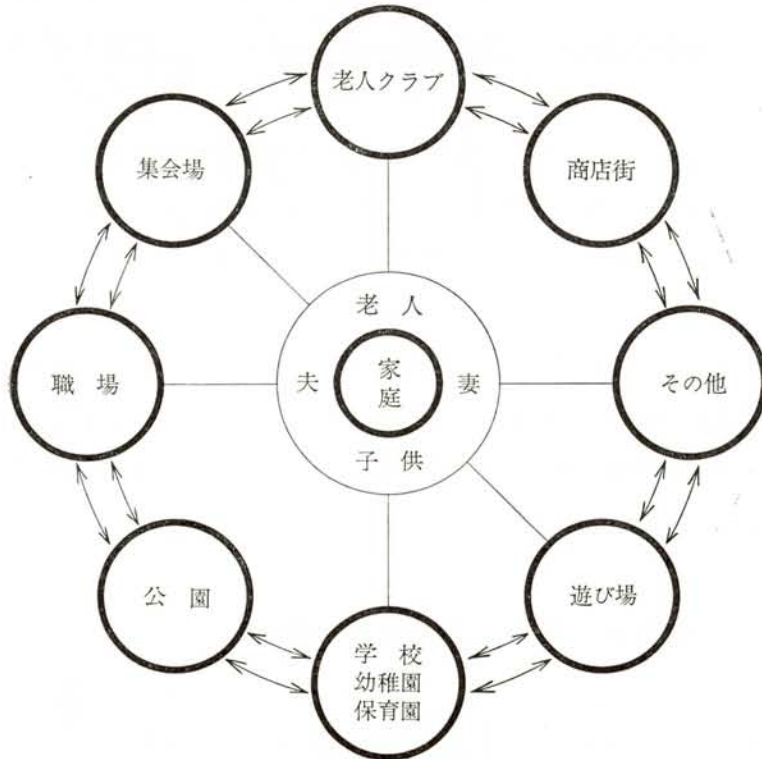 老人クラブ
集会場
商店街
老人
夫
家庭
妻
職場
その他
子供
公園
遊び場
学校
幼稚園
保育園